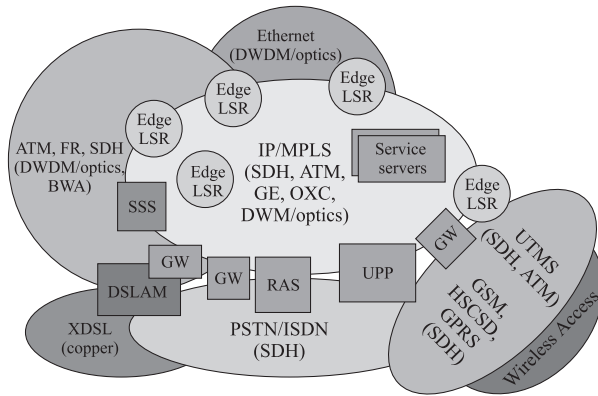 Ethernet
(DWDM/optics)
Edge
LSR
Edge
LSR
Edge
LSR
ATM, FR, SDH
(DWDM/optics,
BWA)
Edge
LSR
IP/MPLS
(SDH, ATM,
GE, OXC,
DWM/optics)
Service
servers
Edge
LSR
SSS
GW
UTMS
(SDH, ATM)
GW
GW
RAS
UPP
DSLAM
GSM,
HSCSD,
GPRS
(SDH)
Wireless Access
XDSL
(copper)
PSTN/ISDN
(SDH)